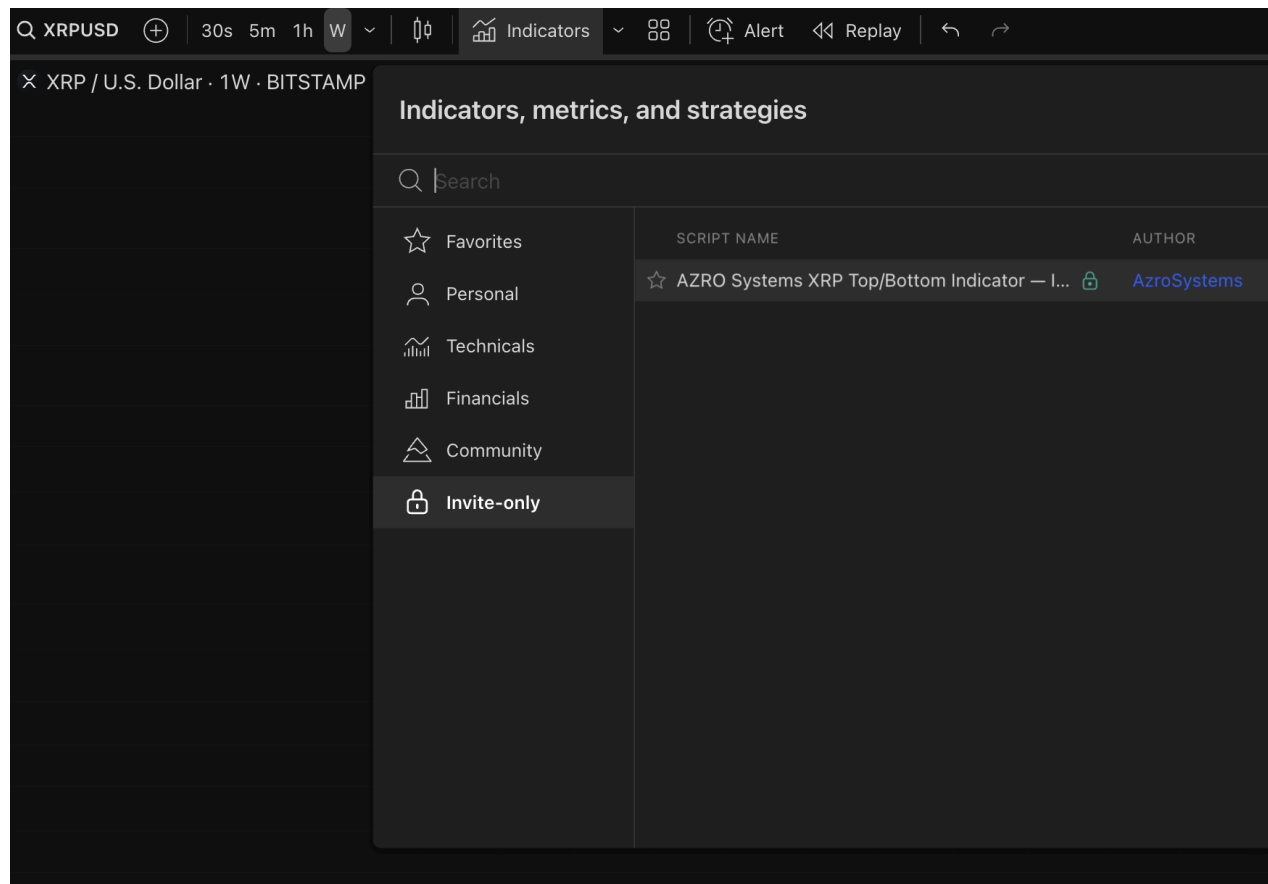 XRPUSD 30s 5m 1h W Indicators Alert Replay
XRP / U.S. Dollar · 1W · BITSTAMP
Indicators, metrics, and strategies
Search
Favorites
Personal
Technicals
Financials
Community
Invite-only
SCRIPT NAME AUTHOR
AZRO Systems XRP Top/Bottom Indicator — I... AzroSystems